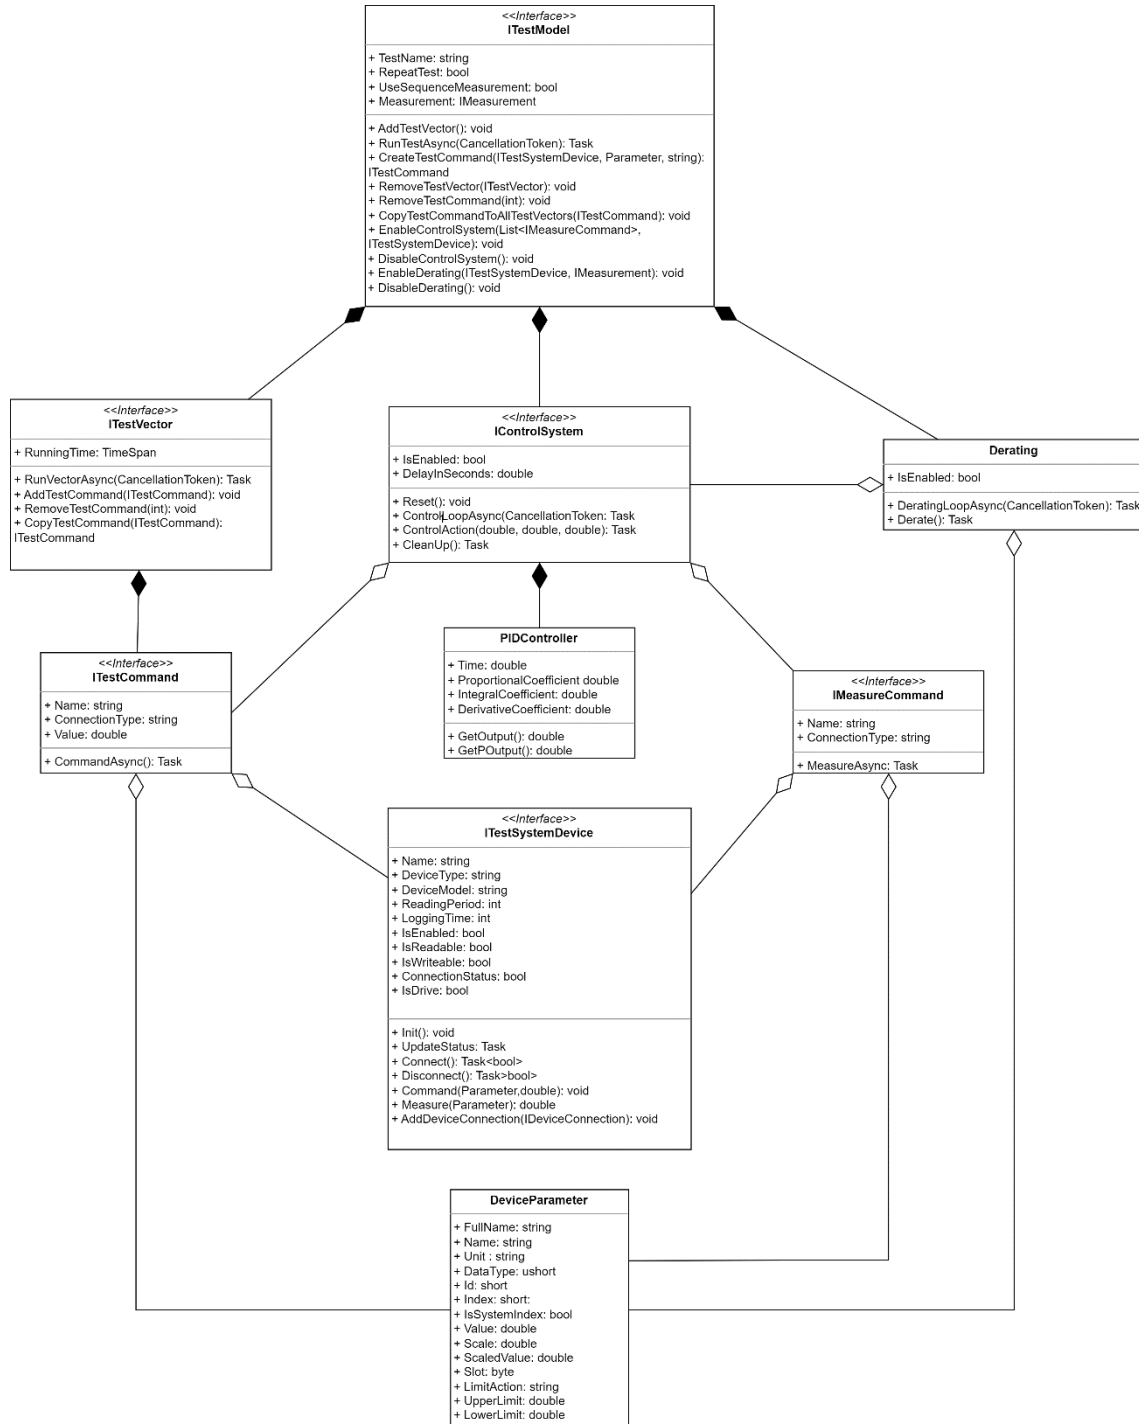 <<Interface>>
ITestModel
+ TestName: string
+ RepeatTest: bool
+ UseSequenceMeasurement: bool
+ Measurement: IMeasurement
+ AddTestVector(): void
+ RunTestAsync(CancellationToken): Task
+ CreateTestCommand(ITestSystemDevice, Parameter, string):
ITestCommand
+ RemoveTestVector(ITestVector): void
+ RemoveTestCommand(int): void
+ CopyTestCommandToAllTestVectors(ITestCommand): void
+ EnableControlSystem(List<IMeasureCommand>,
ITestSystemDevice): void
+ DisableControlSystem(): void
+ EnableDerating(ITestSystemDevice, IMeasurement): void
+ DisableDerating(): void
<<Interface>>
ITestVector
+ RunningTime: TimeSpan
+ RunVectorAsync(CancellationToken): Task
+ AddTestCommand(ITestCommand): void
+ RemoveTestCommand(int): void
+ CopyTestCommand(ITestCommand):
ITestCommand
<<Interface>>
IControlSystem
+ IsEnabled: bool
+ DelayInSeconds: double
+ Reset(): void
+ ControlLoopAsync(CancellationToken: Task
+ ControlAction(double, double, double): Task
+ CleanUp(): Task
Derating
+ IsEnabled: bool
+ DeratingLoopAsync(CancellationToken): Task
+ Derate(): Task
<<Interface>>
ITestCommand
+ Name: string
+ ConnectionType: string
+ Value: double
+ CommandAsync(): Task
PIDController
+ Time: double
+ ProportionalCoefficient double
+ IntegralCoefficient: double
+ DerivativeCoefficient: double
+ GetOutput(): double
+ GetPOutput(): double
<<Interface>>
IMeasureCommand
+ Name: string
+ ConnectionType: string
+ MeasureAsync: Task
<<Interface>>
ITestSystemDevice
+ Name: string
+ DeviceType: string
+ DeviceModel: string
+ ReadingPeriod: int
+ LoggingTime: int
+ IsEnabled: bool
+ IsReadable: bool
+ IsWriteable: bool
+ ConnectionStatus: bool
+ IsDrive: bool
+ Init(): void
+ UpdateStatus: Task
+ Connect(): Task<bool>
+ Disconnect(): Task>bool>
+ Command(Parameter,double): void
+ Measure(Parameter): double
+ AddDeviceConnection(IDeviceConnection): void
DeviceParameter
+ FullName: string
+ Name: string
+ Unit : string
+ DataType: ushort
+ Id: short
+ Index: short:
+ IsSystemIndex: bool
+ Value: double
+ Scale: double
+ ScaledValue: double
+ Slot: byte
+ LimitAction: string
+ UpperLimit: double
+ LowerLimit: double